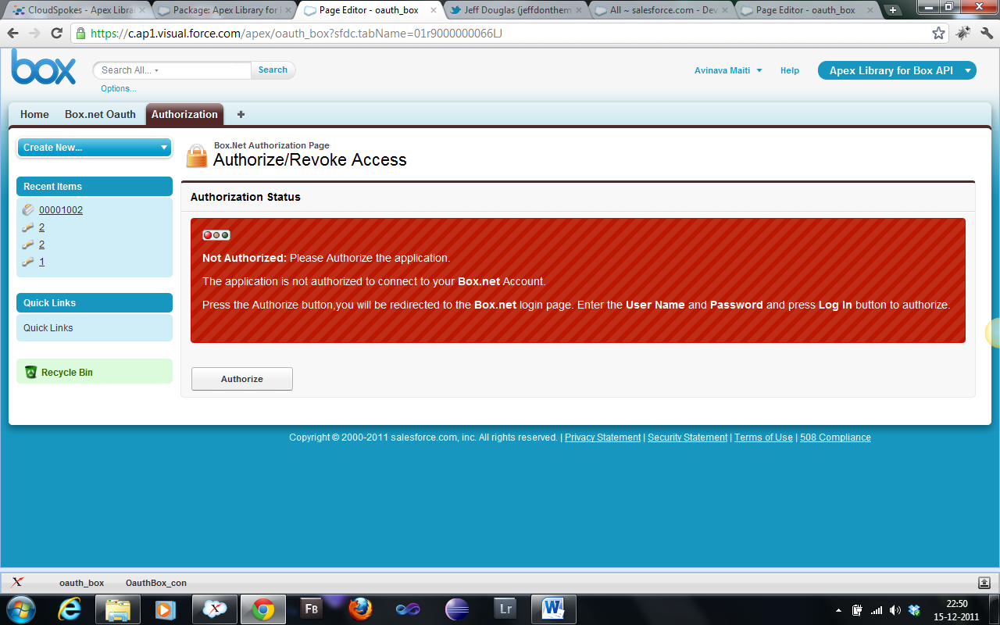 CloudSpokes - Apex Libra
Package: Apex Library for
Page Editor - oauth_box
Jeff Douglas (jeffdonthem
All ~ salesforce.com - Dev
Page Editor - oauth_box
https://c.ap1.visual.force.com/apex/oauth_box?sfdc.tabName=01r9000000066LJ
box
Search All...
Search
Options...
Avinava Maiti
Help
Apex Library for Box API
Home
Box.net Oauth
Authorization
+
Create New...
Recent Items
00001002
2
2
1
Quick Links
Quick Links
Recycle Bin
Box.Net Authorization Page
Authorize/Revoke Access
Authorization Status
Not Authorized: Please Authorize the application.
The application is not authorized to connect to your Box.net Account.
Press the Authorize button,you will be redirected to the Box.net login page. Enter the User Name and Password and press Log In button to authorize.
Authorize
Copyright © 2000-2011 salesforce.com, inc. All rights reserved. | Privacy Statement | Security Statement | Terms of Use | 508 Compliance
X
oauth_box
OauthBox_con
FB
Lr
W
22:50
15-12-2011